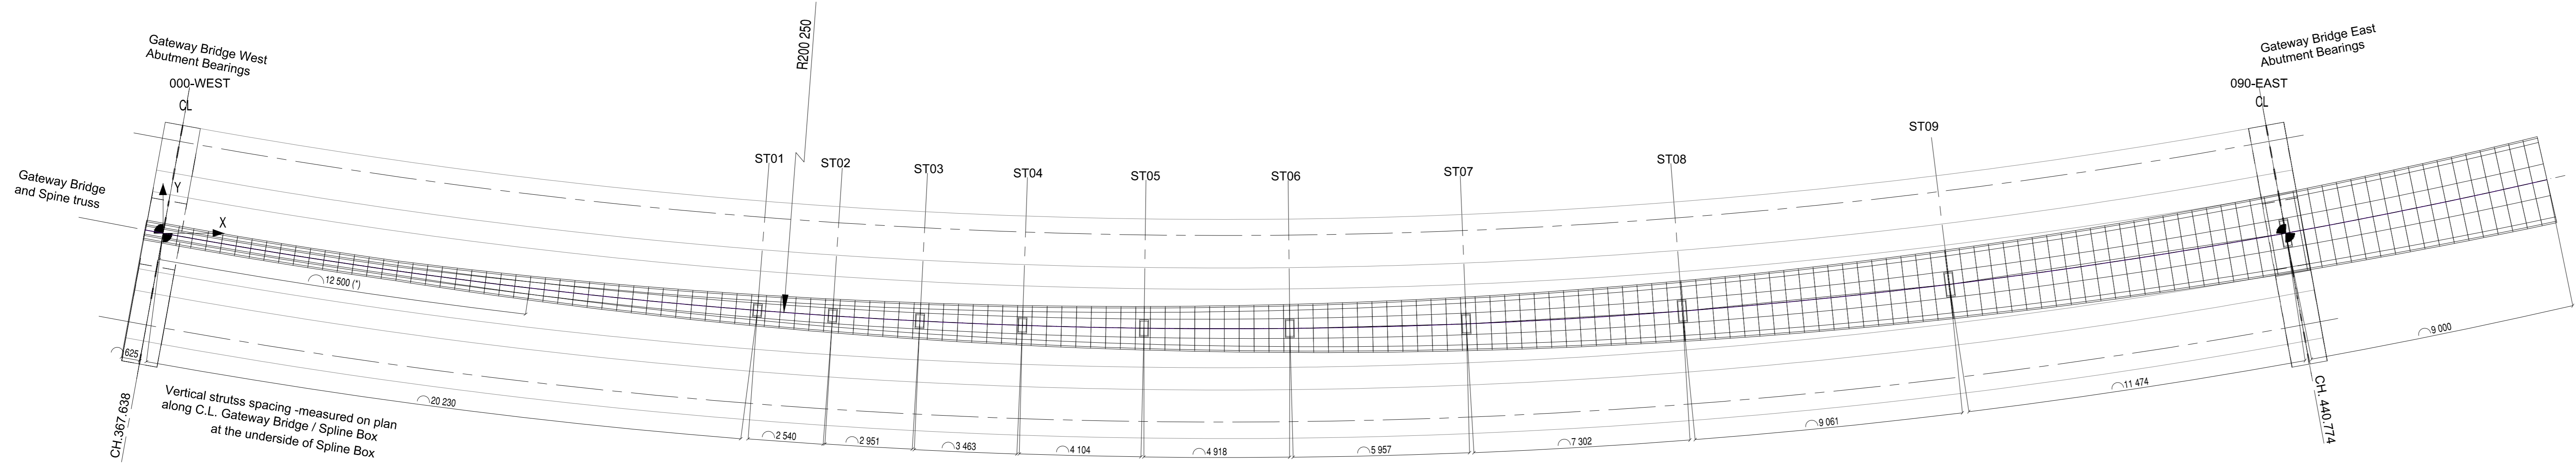 Gateway Bridge West
Abutment Bearings
000-WEST
CL
R200 250
Gateway Bridge East
Abutment Bearings
090-EAST
CL
Gateway Bridge
and Spine truss
Y
X
ST01
ST02
ST03
ST04
ST05
ST06
ST07
ST08
ST09
12 500 (*)
625
20 230
2 540
2 951
3 463
4 104
4 918
5 957
7 302
9 061
11 474
9 000
CH.367.638
CH. 440.774
Vertical strutss spacing -measured on plan
along C.L. Gateway Bridge / Spline Box
at the underside of Spline Box